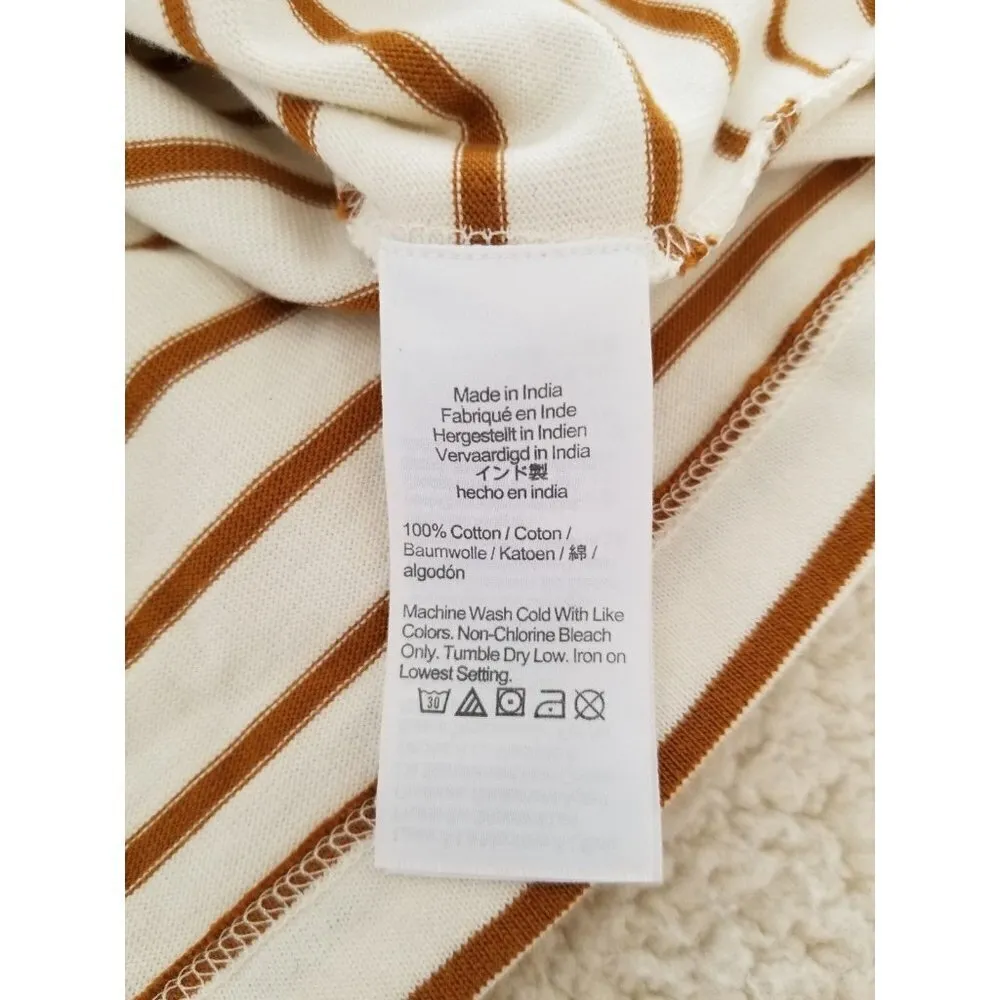 Made in India
Fabriqué en Inde
Hergestellt in Indien
Vervaardigd in India
インド製
hecho en india
100% Cotton / Coton /
Baumwolle / Katoen / 綿 /
algodón
Machine Wash Cold With Like
Colors. Non-Chlorine Bleach
Only. Tumble Dry Low. Iron on
Lowest Setting.
30